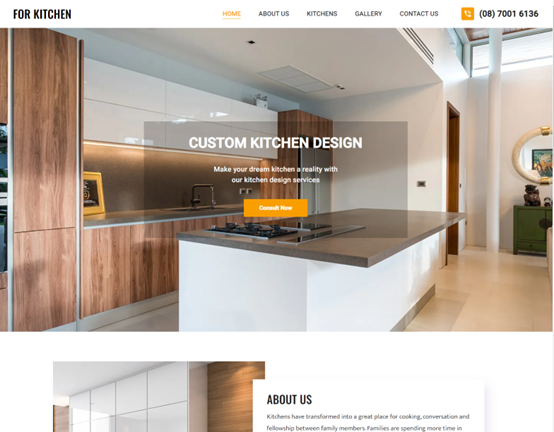 FOR KITCHEN
HOME ABOUT US KITCHENS GALLERY CONTACT US (08) 7001 6136
CUSTOM KITCHEN DESIGN
Make your dream kitchen a reality with
our kitchen design services
Consult Now
ABOUT US
Kitchens have transformed into a great place for cooking, conversation and
fellowship between family members. Families are spending more time in